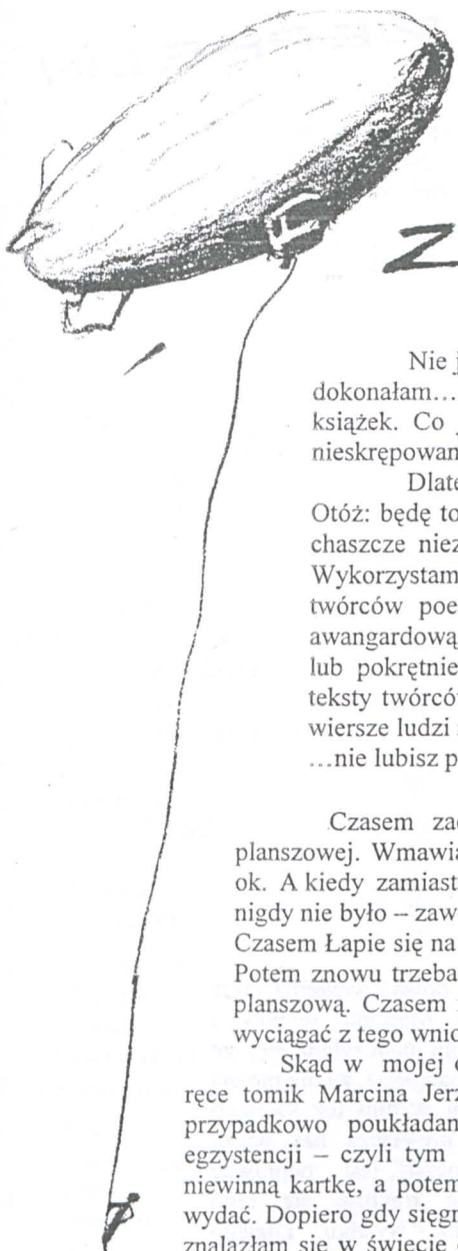 Z
Nie j
dokonałam…
książek. Co j
nieskrępowan
Dlate
Otóż: będę to
chaszcze niez
Wykorzystam
twórców poe
awangardową
lub pokrętnie
teksty twórców
wiersze ludzi
…nie lubisz p
Czasem zac
planszowej. Wmawia
ok. A kiedy zamiast
nigdy nie było – zaw
Czasem Łapie się na
Potem znowu trzeba
planszową. Czasem
wyciągać z tego wnio
Skąd w mojej
ręce tomik Marcina Jerz
przypadkowo poukładan
egzystencji – czyli tym
niewinną kartkę, a potem
wydać. Dopiero gdy sięgn
znalazłam się w świecie